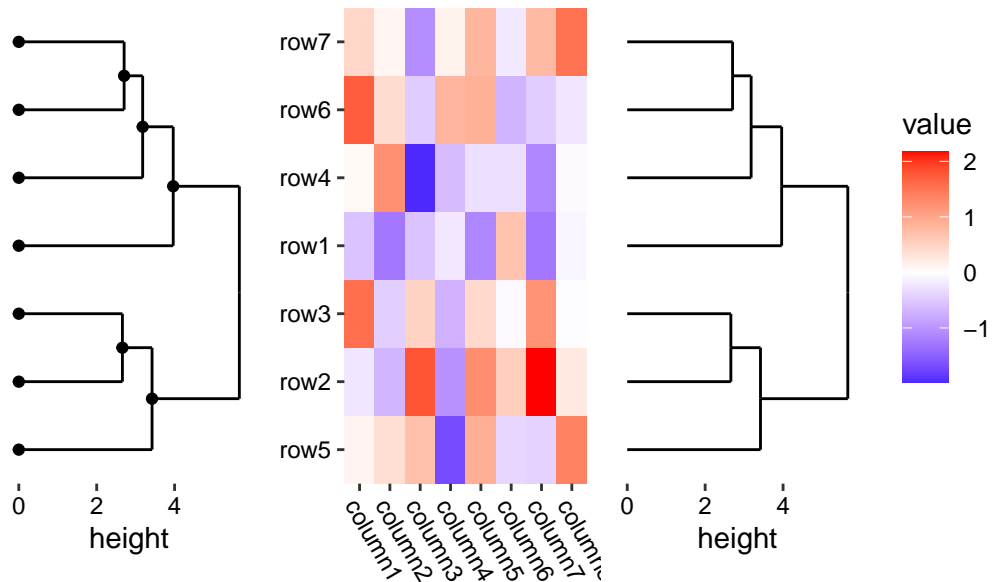 row7
row6
row4
row1
row3
row2
row5
0 2 4
height
column1
column2
column3
column4
column5
column6
column7
column
0 2 4
height
value
2
1
0
−1